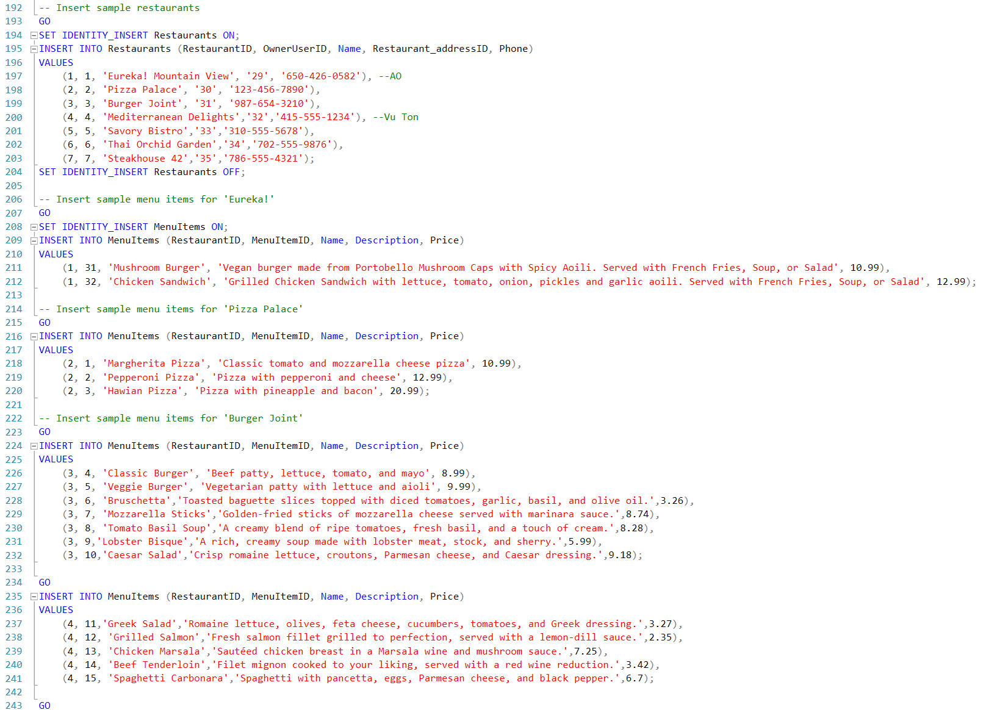 192 -- Insert sample restaurants
193 GO
194 SET IDENTITY_INSERT Restaurants ON;
195 INSERT INTO Restaurants (RestaurantID, OwnerUserID, Name, Restaurant_addressID, Phone)
196 VALUES
197 (1, 1, 'Eureka! Mountain View', '29', '650-426-0582'), --AO
198 (2, 2, 'Pizza Palace', '30', '123-456-7890'),
199 (3, 3, 'Burger Joint', '31', '987-654-3210'),
200 (4, 4, 'Mediterranean Delights','32','415-555-1234'), --Vu Ton
201 (5, 5, 'Savory Bistro','33','310-555-5678'),
202 (6, 6, 'Thai Orchid Garden','34','702-555-9876'),
203 (7, 7, 'Steakhouse 42','35','786-555-4321');
204 SET IDENTITY_INSERT Restaurants OFF;
205
206 -- Insert sample menu items for 'Eureka!'
207 GO
208 SET IDENTITY_INSERT MenuItems ON;
209 INSERT INTO MenuItems (RestaurantID, MenuItemID, Name, Description, Price)
210 VALUES
211 (1, 31, 'Mushroom Burger', 'Vegan burger made from Portobello Mushroom Caps with Spicy Aoili. Served with French Fries, Soup, or Salad', 10.99),
212 (1, 32, 'Chicken Sandwich', 'Grilled Chicken Sandwich with lettuce, tomato, onion, pickles and garlic aoili. Served with French Fries, Soup, or Salad', 12.99);
213
214 -- Insert sample menu items for 'Pizza Palace'
215 GO
216 INSERT INTO MenuItems (RestaurantID, MenuItemID, Name, Description, Price)
217 VALUES
218 (2, 1, 'Margherita Pizza', 'Classic tomato and mozzarella cheese pizza', 10.99),
219 (2, 2, 'Pepperoni Pizza', 'Pizza with pepperoni and cheese', 12.99),
220 (2, 3, 'Hawian Pizza', 'Pizza with pineapple and bacon', 20.99);
221
222 -- Insert sample menu items for 'Burger Joint'
223 GO
224 INSERT INTO MenuItems (RestaurantID, MenuItemID, Name, Description, Price)
225 VALUES
226 (3, 4, 'Classic Burger', 'Beef patty, lettuce, tomato, and mayo', 8.99),
227 (3, 5, 'Veggie Burger', 'Vegetarian patty with lettuce and aioli', 9.99),
228 (3, 6, 'Bruschetta','Toasted baguette slices topped with diced tomatoes, garlic, basil, and olive oil.',3.26),
229 (3, 7, 'Mozzarella Sticks','Golden-fried sticks of mozzarella cheese served with marinara sauce.',8.74),
230 (3, 8, 'Tomato Basil Soup','A creamy blend of ripe tomatoes, fresh basil, and a touch of cream.',8.28),
231 (3, 9,'Lobster Bisque','A rich, creamy soup made with lobster meat, stock, and sherry.',5.99),
232 (3, 10,'Caesar Salad','Crisp romaine lettuce, croutons, Parmesan cheese, and Caesar dressing.',9.18);
233
234 GO
235 INSERT INTO MenuItems (RestaurantID, MenuItemID, Name, Description, Price)
236 VALUES
237 (4, 11,'Greek Salad','Romaine lettuce, olives, feta cheese, cucumbers, tomatoes, and Greek dressing.',3.27),
238 (4, 12, 'Grilled Salmon','Fresh salmon fillet grilled to perfection, served with a lemon-dill sauce.',2.35),
239 (4, 13, 'Chicken Marsala','Sautéed chicken breast in a Marsala wine and mushroom sauce.',7.25),
240 (4, 14, 'Beef Tenderloin','Filet mignon cooked to your liking, served with a red wine reduction.',3.42),
241 (4, 15, 'Spaghetti Carbonara','Spaghetti with pancetta, eggs, Parmesan cheese, and black pepper.',6.7);
242
243 GO